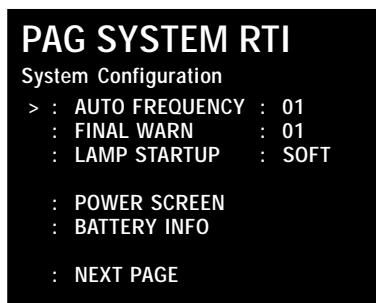 PAG SYSTEM RTI
System Configuration
> : AUTO FREQUENCY : 01
: FINAL WARN : 01
: LAMP STARTUP : SOFT
: POWER SCREEN
: BATTERY INFO
: NEXT PAGE